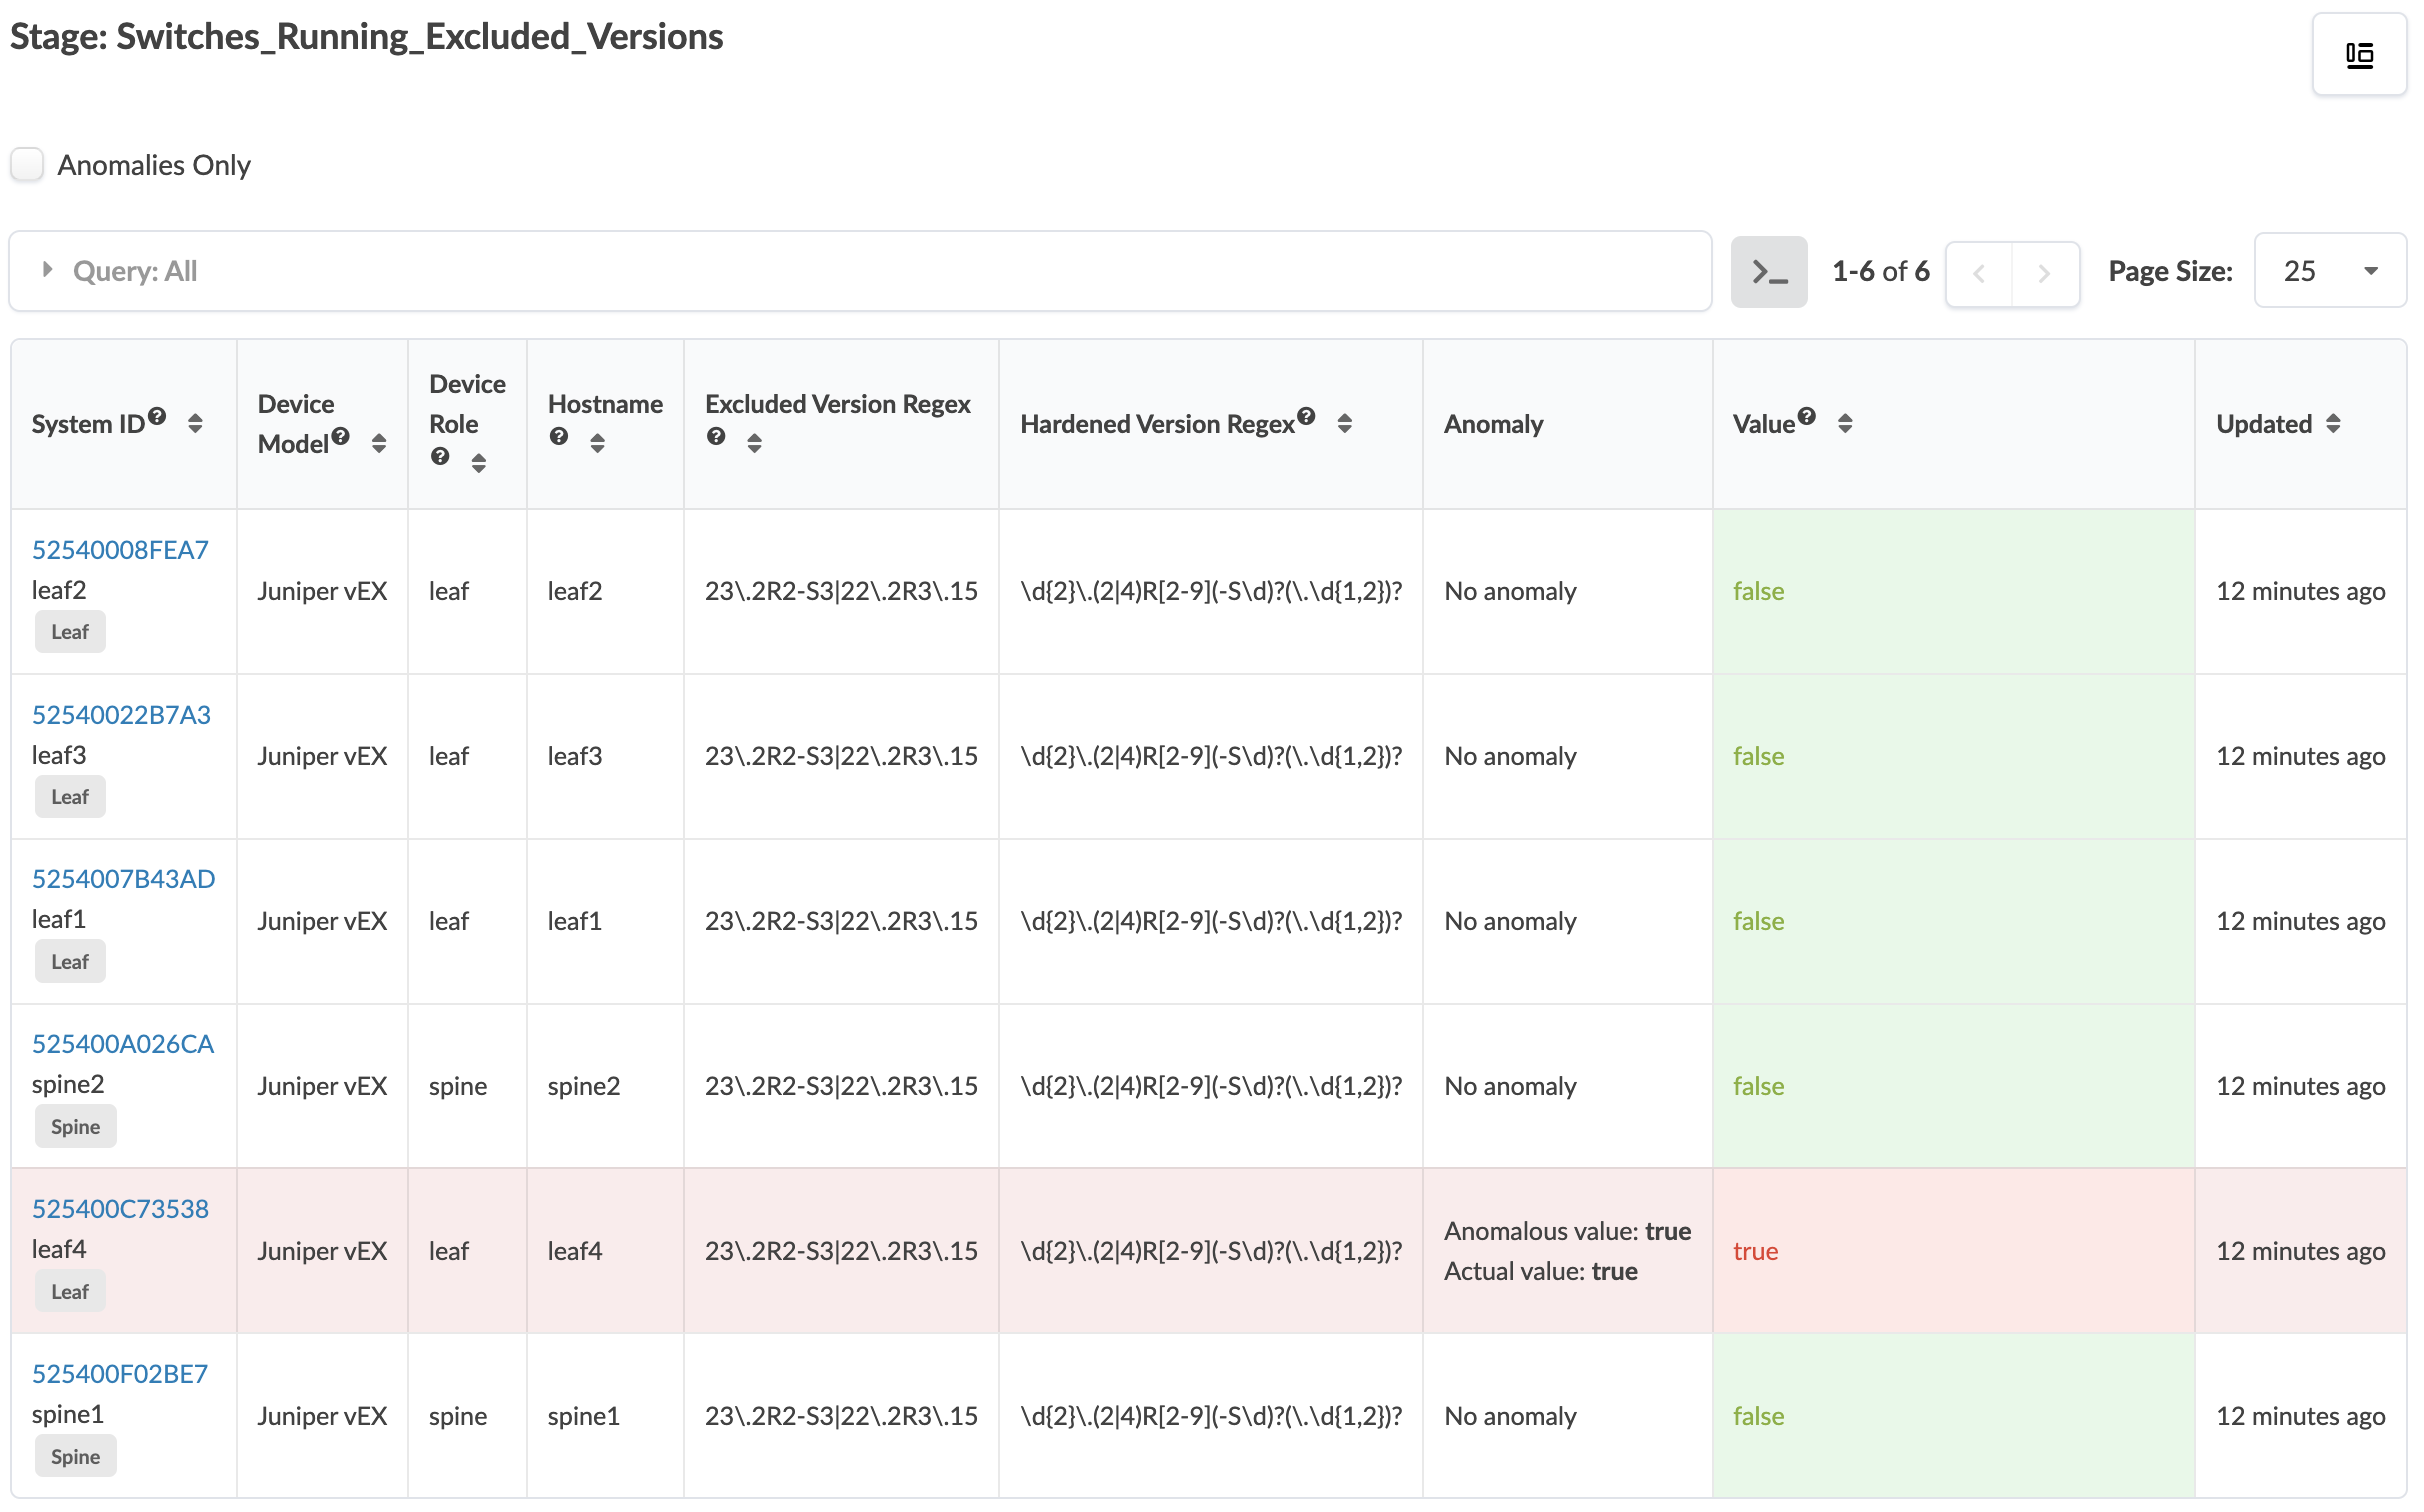 Stage: Switches_Running_Excluded_Versions
Anomalies Only
Query: All
1-6 of 6
Page Size:
25
System ID
Device
Model
Device
Role
Hostname
Excluded Version Regex
Hardened Version Regex
Anomaly
Value
Updated
52540008FEA7
leaf2
Leaf
Juniper vEX
leaf
leaf2
23\.2R2-S3|22\.2R3\.15
\d{2}\.(2|4)R[2-9](-S\d)?(\.\d{1,2})?
No anomaly
false
12 minutes ago
52540022B7A3
leaf3
Leaf
Juniper vEX
leaf
leaf3
23\.2R2-S3|22\.2R3\.15
\d{2}\.(2|4)R[2-9](-S\d)?(\.\d{1,2})?
No anomaly
false
12 minutes ago
5254007B43AD
leaf1
Leaf
Juniper vEX
leaf
leaf1
23\.2R2-S3|22\.2R3\.15
\d{2}\.(2|4)R[2-9](-S\d)?(\.\d{1,2})?
No anomaly
false
12 minutes ago
525400A026CA
spine2
Spine
Juniper vEX
spine
spine2
23\.2R2-S3|22\.2R3\.15
\d{2}\.(2|4)R[2-9](-S\d)?(\.\d{1,2})?
No anomaly
false
12 minutes ago
525400C73538
leaf4
Leaf
Juniper vEX
leaf
leaf4
23\.2R2-S3|22\.2R3\.15
\d{2}\.(2|4)R[2-9](-S\d)?(\.\d{1,2})?
Anomalous value: true
Actual value: true
true
12 minutes ago
525400F02BE7
spine1
Spine
Juniper vEX
spine
spine1
23\.2R2-S3|22\.2R3\.15
\d{2}\.(2|4)R[2-9](-S\d)?(\.\d{1,2})?
No anomaly
false
12 minutes ago